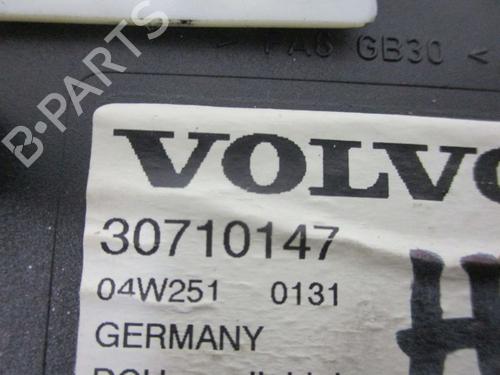 > PA6 GB30 <
B-PARTS
VOLVO
30710147
04W251 0131
H
GERMANY